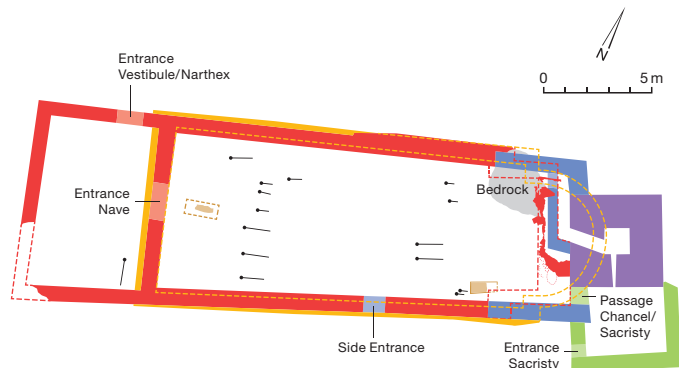 N
0 5 m
Entrance
Vestibule/Narthex
Entrance
Nave
Bedrock
Passage
Chancel/
Sacristy
Side Entrance
Entrance
Sacristy